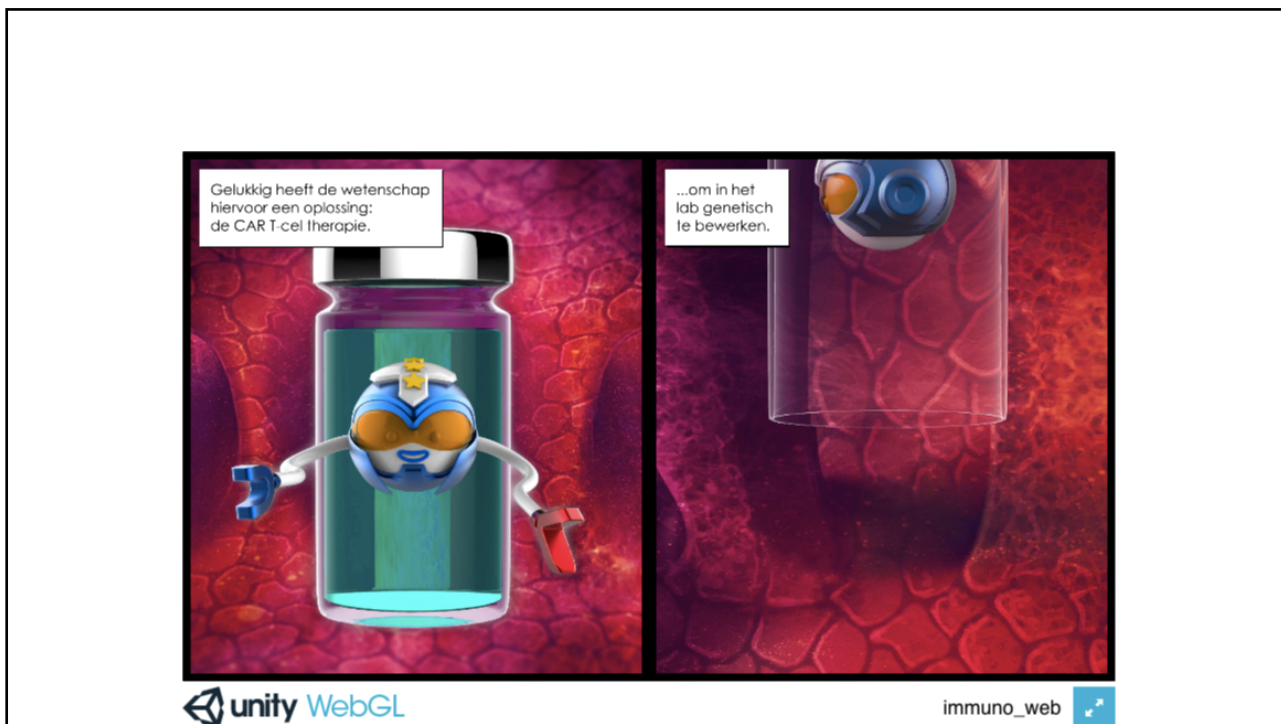 Gelukkig heeft de wetenschap
hiervoor een oplossing:
de CAR T-cel therapie.
...om in het
lab genetisch
te bewerken.
unity WebGL
immuno_web